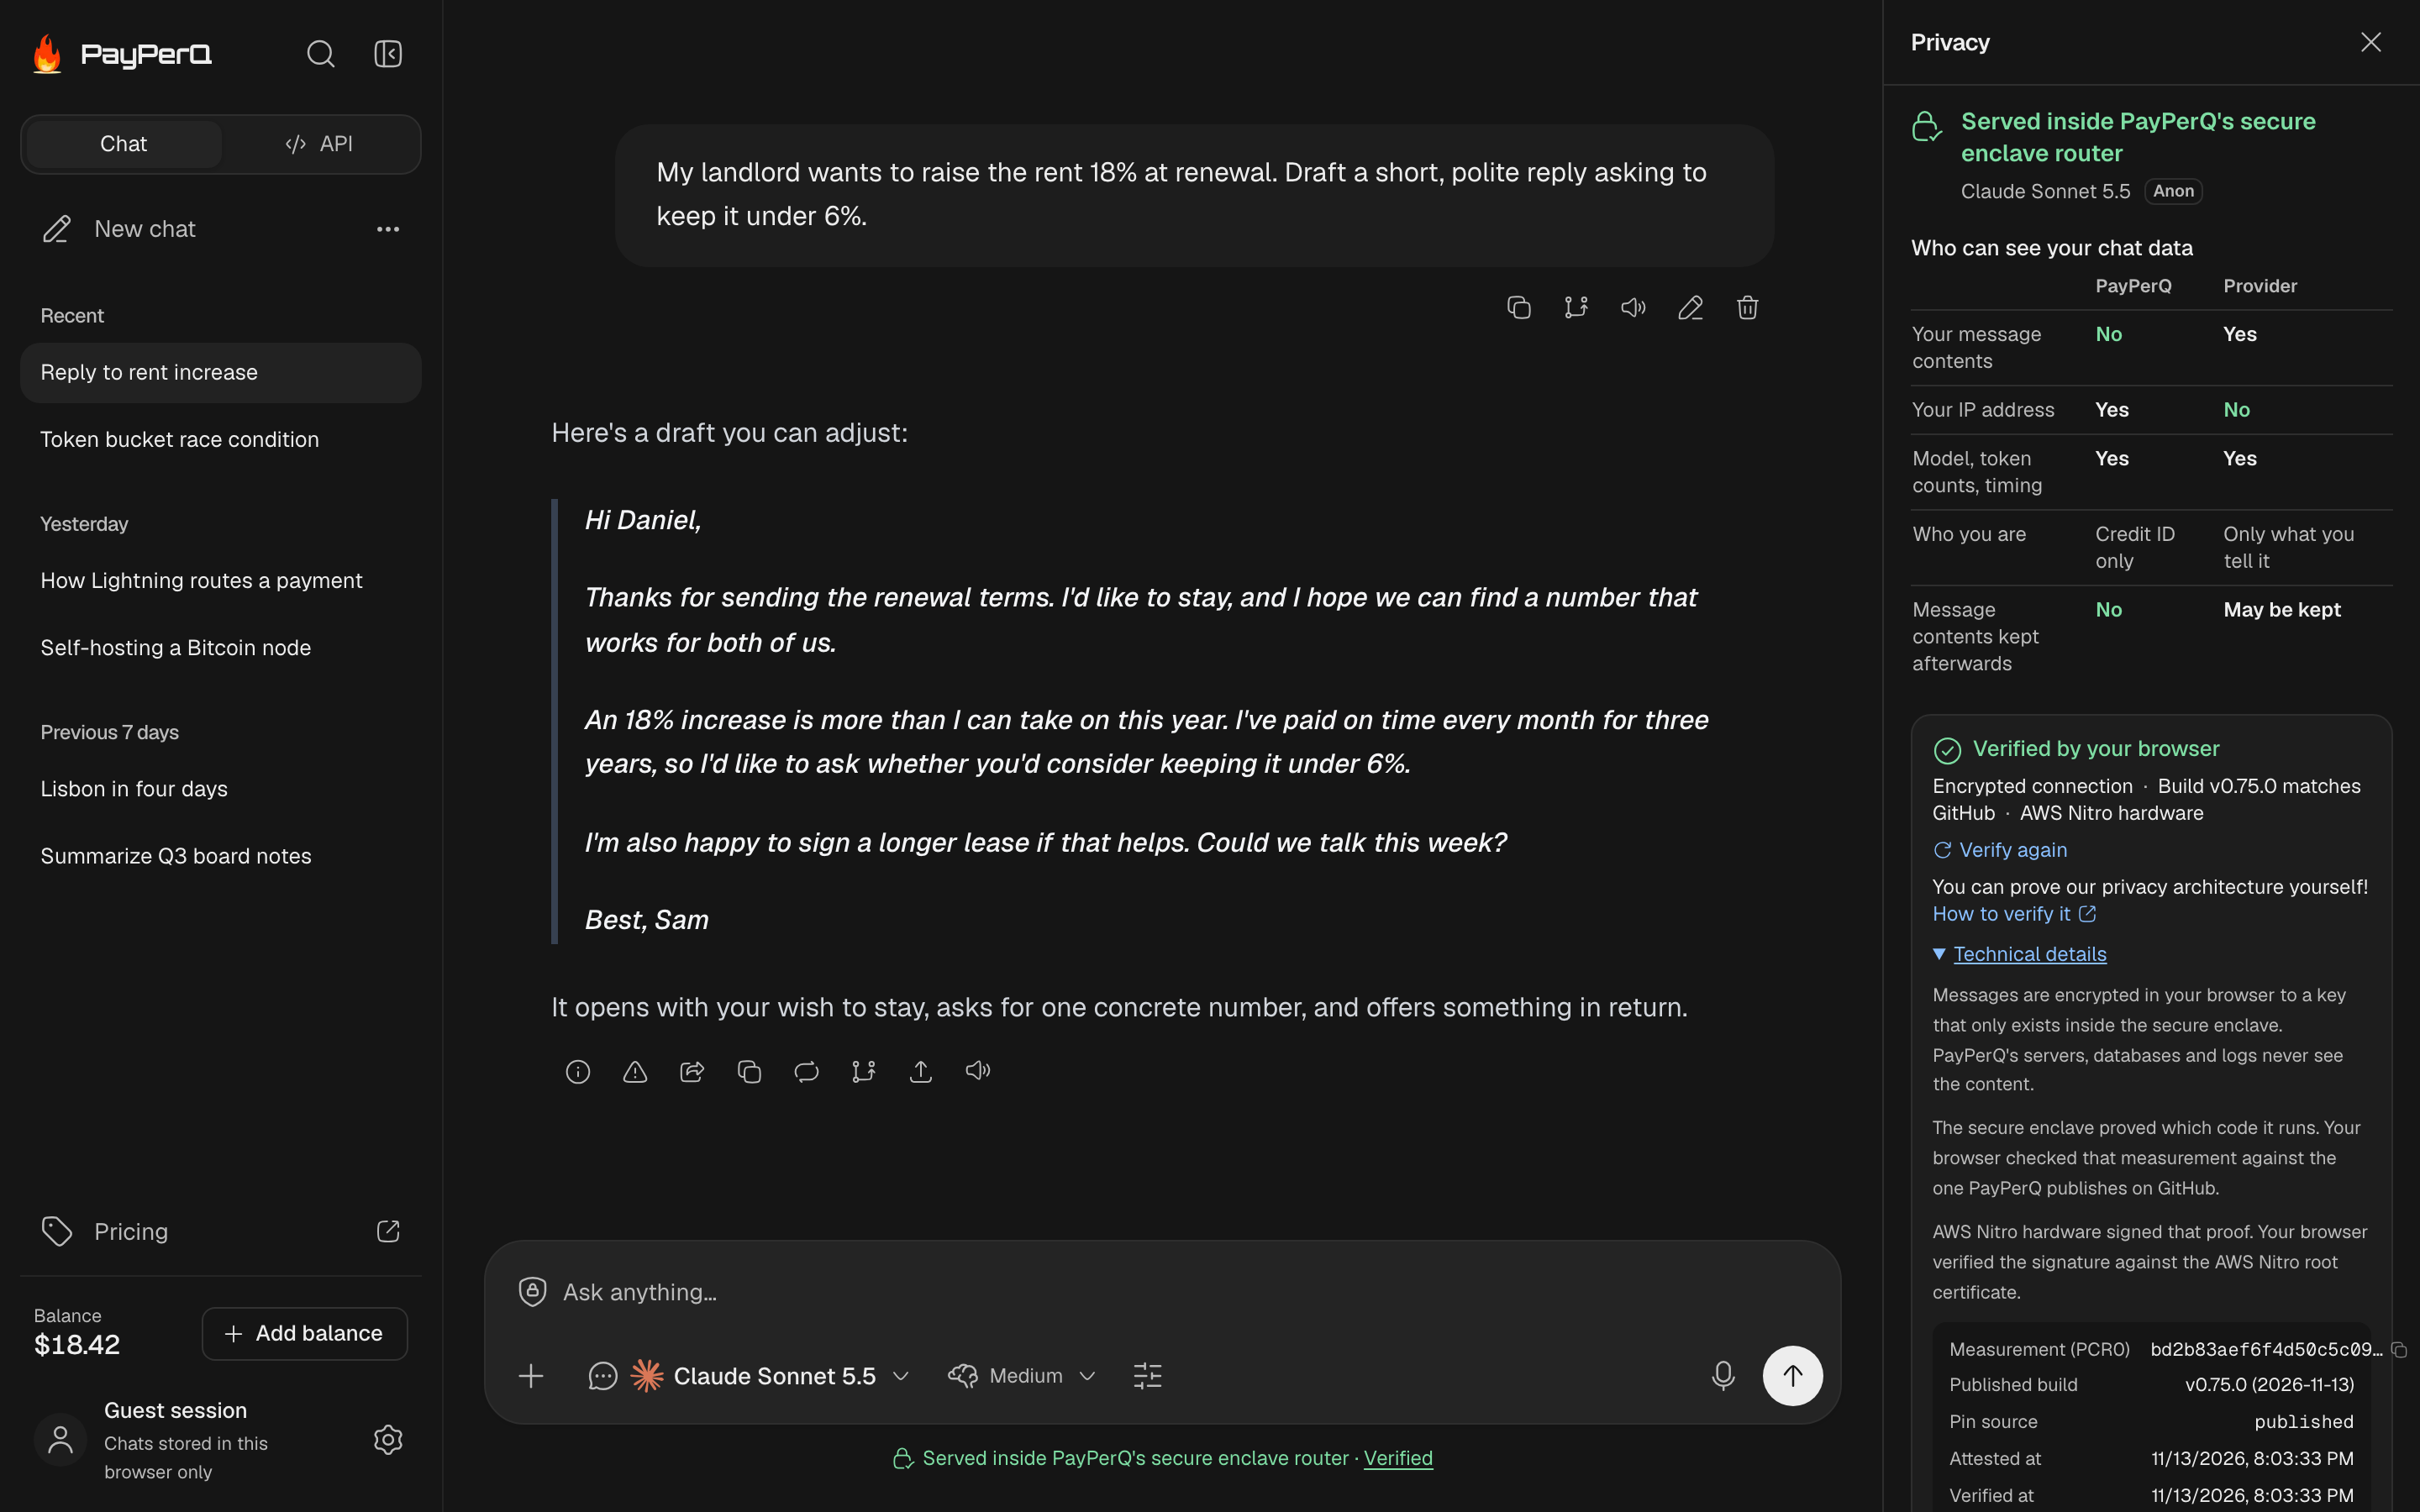 PayPerQ
Chat
API
New chat
Recent
Reply to rent increase
Token bucket race condition
Yesterday
How Lightning routes a payment
Self-hosting a Bitcoin node
Previous 7 days
Lisbon in four days
Summarize Q3 board notes
Pricing
Balance
$18.42
Add balance
Guest session
Chats stored in this
browser only
My landlord wants to raise the rent 18% at renewal. Draft a short, polite reply asking to
keep it under 6%.
Here's a draft you can adjust:
Hi Daniel,
Thanks for sending the renewal terms. I'd like to stay, and I hope we can find a number that
works for both of us.
An 18% increase is more than I can take on this year. I've paid on time every month for three
years, so I'd like to ask whether you'd consider keeping it under 6%.
I'm also happy to sign a longer lease if that helps. Could we talk this week?
Best, Sam
It opens with your wish to stay, asks for one concrete number, and offers something in return.
Ask anything...
Claude Sonnet 5.5
Medium
Served inside PayPerQ's secure enclave router · Verified
Privacy
Served inside PayPerQ's secure
enclave router
Claude Sonnet 5.5 Anon
Who can see your chat data
PayPerQ Provider
Your message No Yes
contents
Your IP address Yes No
Model, token Yes Yes
counts, timing
Who you are Credit ID Only what you
only tell it
Message No May be kept
contents kept
afterwards
Verified by your browser
Encrypted connection · Build v0.75.0 matches
GitHub · AWS Nitro hardware
Verify again
You can prove our privacy architecture yourself!
How to verify it
Technical details
Messages are encrypted in your browser to a key
that only exists inside the secure enclave.
PayPerQ's servers, databases and logs never see
the content.
The secure enclave proved which code it runs. Your
browser checked that measurement against the
one PayPerQ publishes on GitHub.
AWS Nitro hardware signed that proof. Your browser
verified the signature against the AWS Nitro root
certificate.
Measurement (PCR0) bd2b83aef6f4d50c5c09…
Published build v0.75.0 (2026-11-13)
Pin source published
Attested at 11/13/2026, 8:03:33 PM
Verified at 11/13/2026, 8:03:33 PM